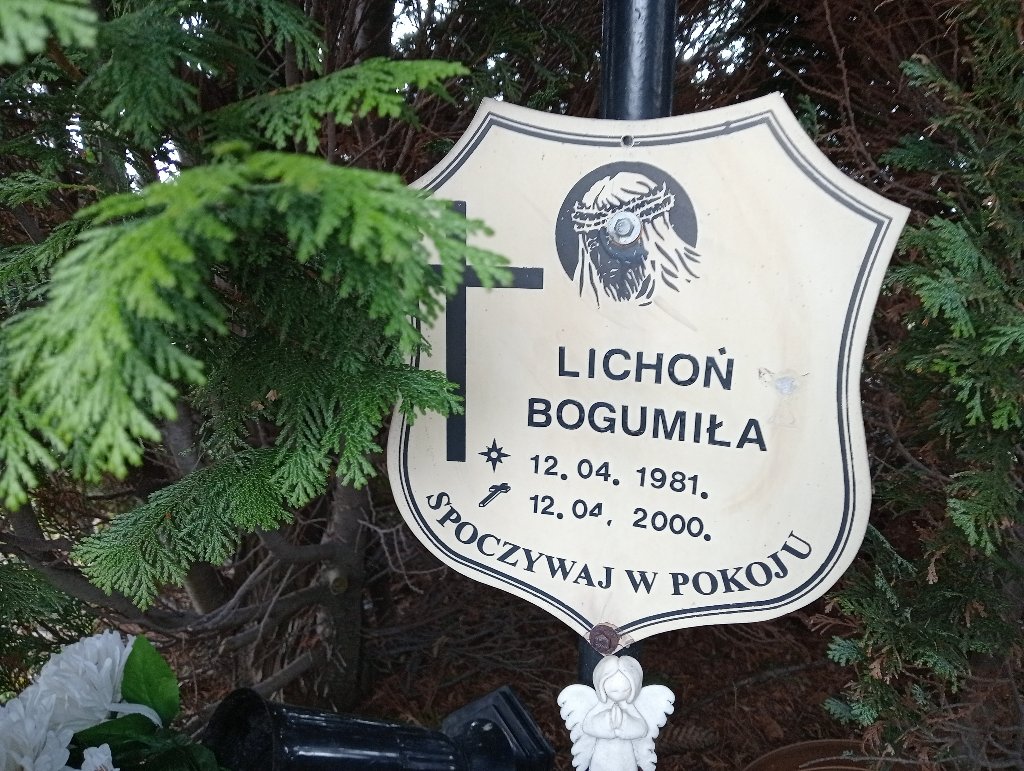 LICHOŃ
BOGUMIŁA
12.04.1981.
12.04.2000.
SPOCZYWAJ W POKOJU